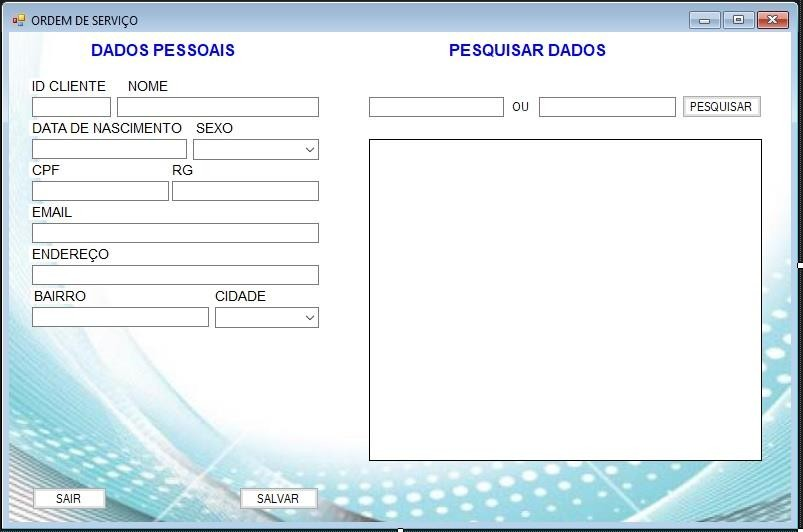 ORDEM DE SERVIÇO
DADOS PESSOAIS
PESQUISAR DADOS
ID CLIENTE NOME
OU PESQUISAR
DATA DE NASCIMENTO SEXO
CPF RG
EMAIL
ENDEREÇO
BAIRRO CIDADE
SAIR SALVAR